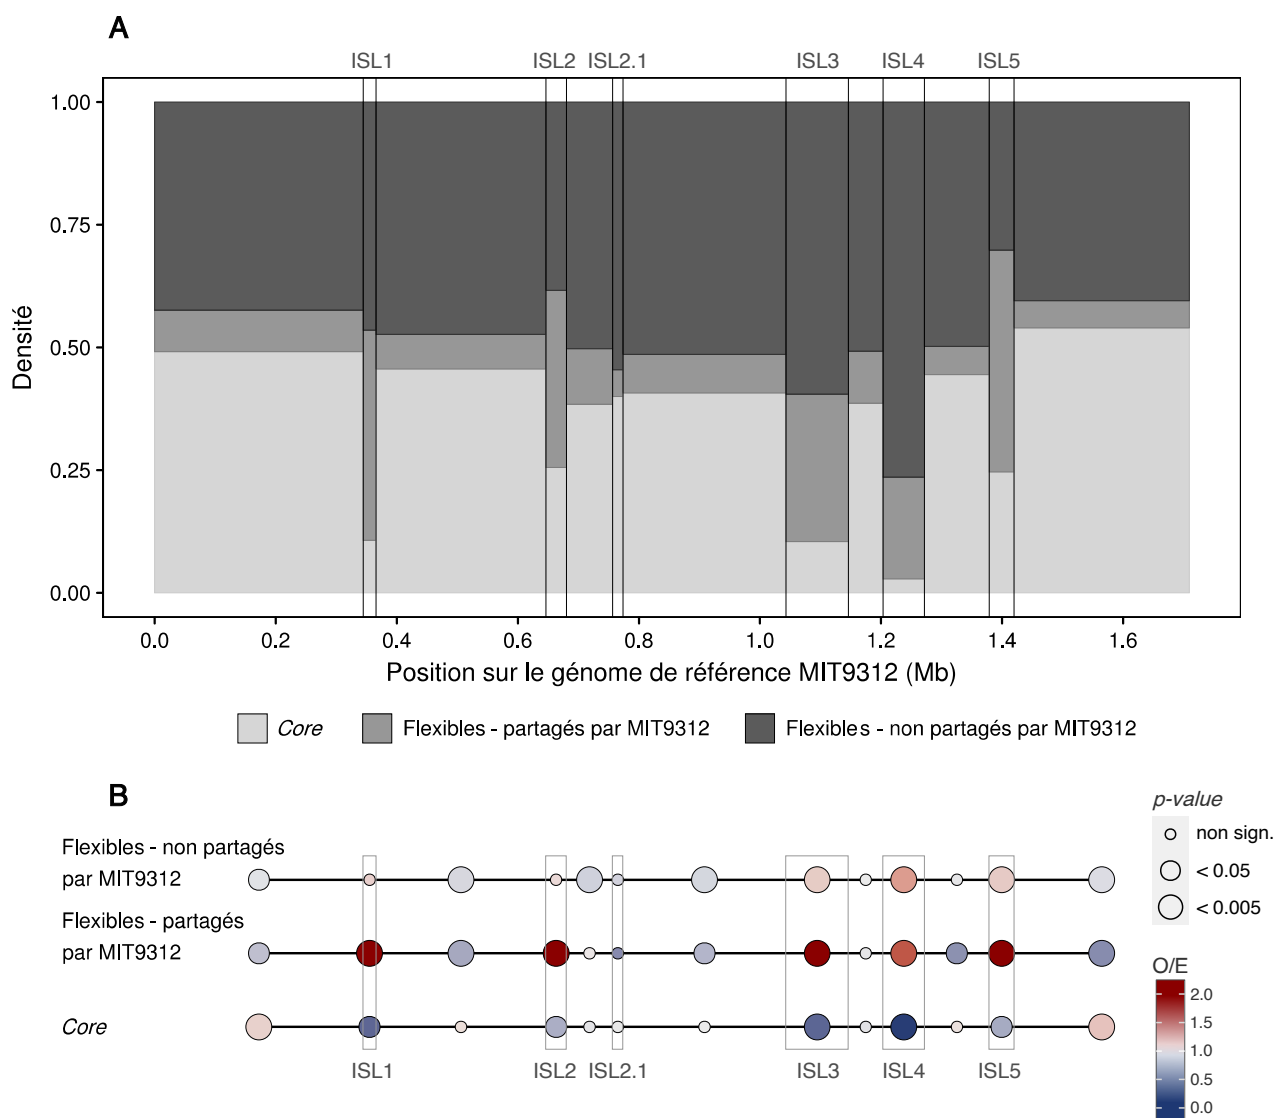 A
ISL1 ISL2 ISL2.1 ISL3 ISL4 ISL5
1.00
0.75
0.50
0.25
0.00
Densité
0.0 0.2 0.4 0.6 0.8 1.0 1.2 1.4 1.6
Position sur le génome de référence MIT9312 (Mb)
Core Flexibles - partagés par MIT9312 Flexibles - non partagés par MIT9312
B
Flexibles - non partagés
par MIT9312
Flexibles - partagés
par MIT9312
Core
ISL1 ISL2 ISL2.1 ISL3 ISL4 ISL5
p-value
non sign.
< 0.05
< 0.005
O/E
2.0
1.5
1.0
0.5
0.0